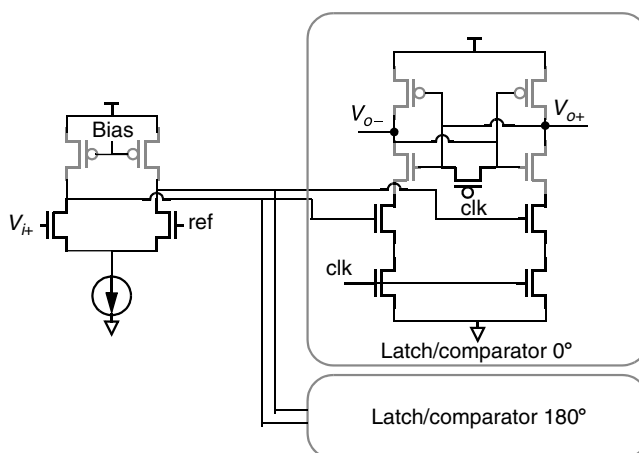 Bias
Vi+
ref
Vo−
Vo+
clk
clk
Latch/comparator 0°
Latch/comparator 180°